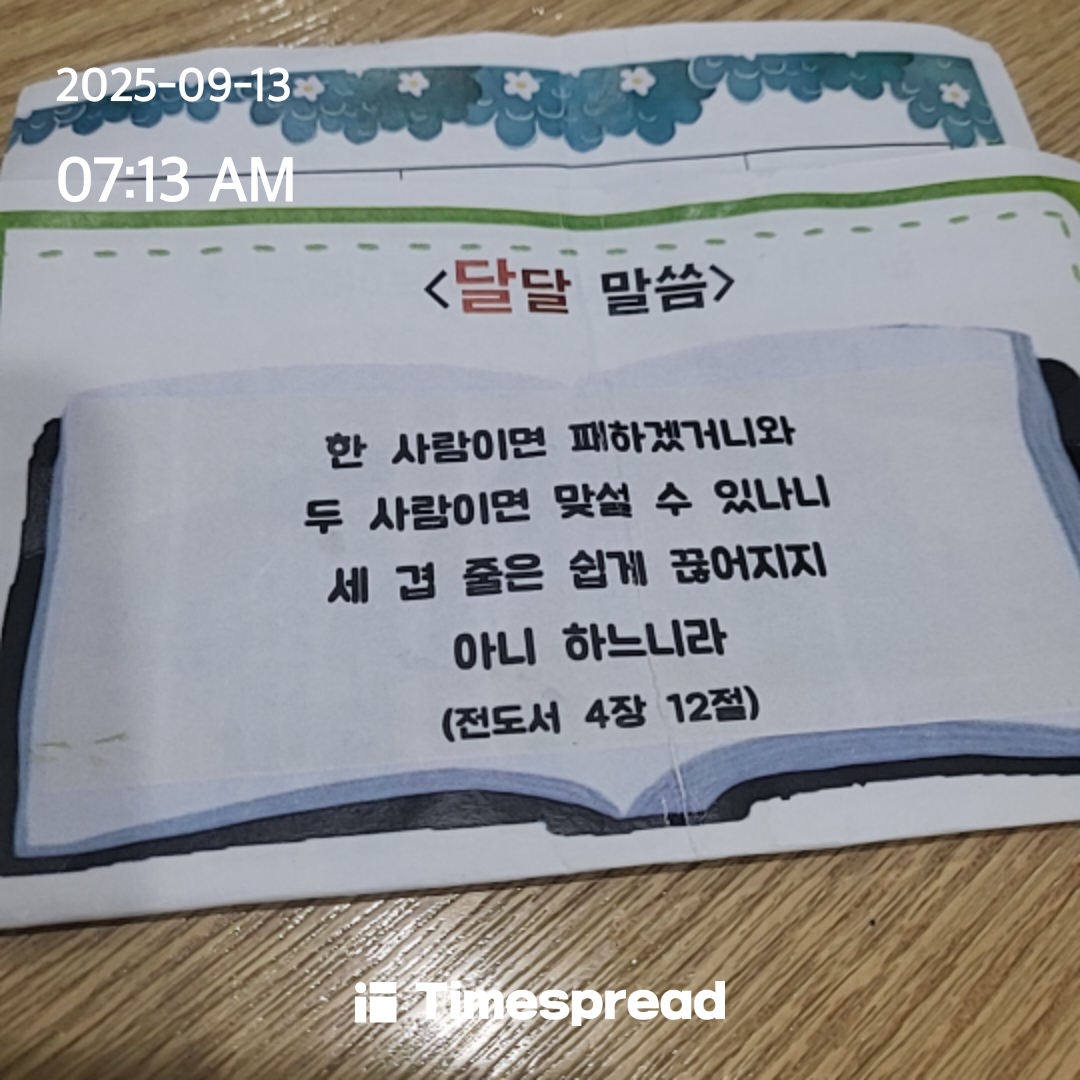 2025-09-13
07:13 AM
<달달 말씀>
한 사람이면 패하겠거니와
두 사람이면 맞설 수 있나니
세 겹 줄은 쉽게 끊어지지
아니 하느니라
(전도서 4장 12절)
Timespread